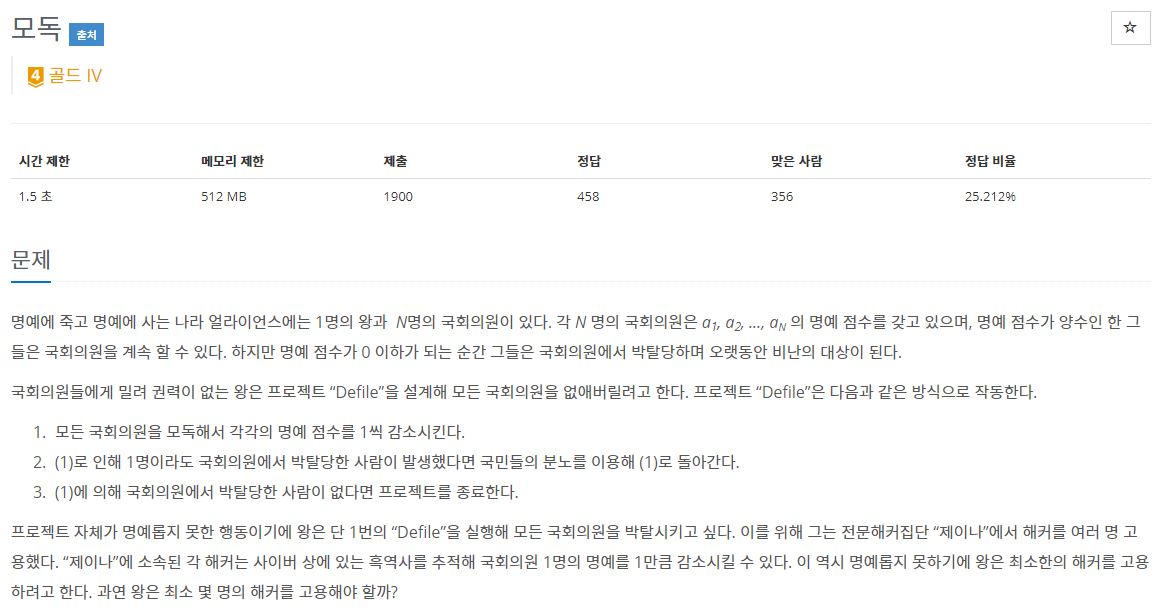 모독 출처
☆
4 골드 IV
시간 제한 메모리 제한 제출 정답 맞은 사람 정답 비율
1.5 초 512 MB 1900 458 356 25.212%
문제
명예에 죽고 명예에 사는 나라 얼라이언스에는 1명의 왕과 N명의 국회의원이 있다. 각 N 명의 국회의원은 a1, a2, ..., aN 의 명예 점수를 갖고 있으며, 명예 점수가 양수인 한 그
들은 국회의원을 계속 할 수 있다. 하지만 명예 점수가 0 이하가 되는 순간 그들은 국회의원에서 박탈당하며 오랫동안 비난의 대상이 된다.
국회의원들에게 밀려 권력이 없는 왕은 프로젝트 “Defile”을 설계해 모든 국회의원을 없애버릴려고 한다. 프로젝트 “Defile”은 다음과 같은 방식으로 작동한다.
1. 모든 국회의원을 모독해서 각각의 명예 점수를 1씩 감소시킨다.
2. (1)로 인해 1명이라도 국회의원에서 박탈당한 사람이 발생했다면 국민들의 분노를 이용해 (1)로 돌아간다.
3. (1)에 의해 국회의원에서 박탈당한 사람이 없다면 프로젝트를 종료한다.
프로젝트 자체가 명예롭지 못한 행동이기에 왕은 단 1번의 “Defile”을 실행해 모든 국회의원을 박탈시키고 싶다. 이를 위해 그는 전문해커집단 “제이나”에서 해커를 여러 명 고
용했다. “제이나”에 소속된 각 해커는 사이버 상에 있는 흑역사를 추적해 국회의원 1명의 명예를 1만큼 감소시킬 수 있다. 이 역시 명예롭지 못하기에 왕은 최소한의 해커를 고용
하려고 한다. 과연 왕은 최소 몇 명의 해커를 고용해야 할까?